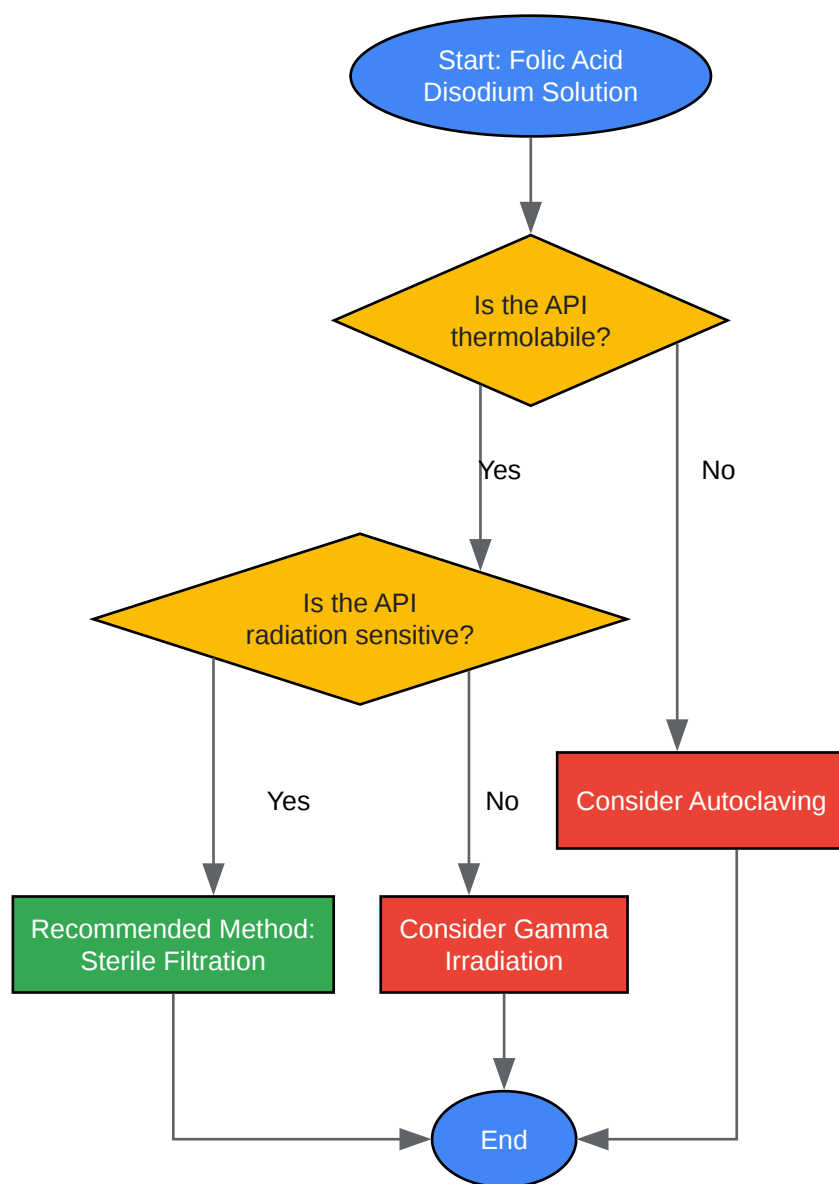 Start: Folic Acid
Disodium Solution
Is the API
thermolabile?
Yes
No
Is the API
radiation sensitive?
Yes
No
Consider Autoclaving
Recommended Method:
Sterile Filtration
Consider Gamma
Irradiation
End